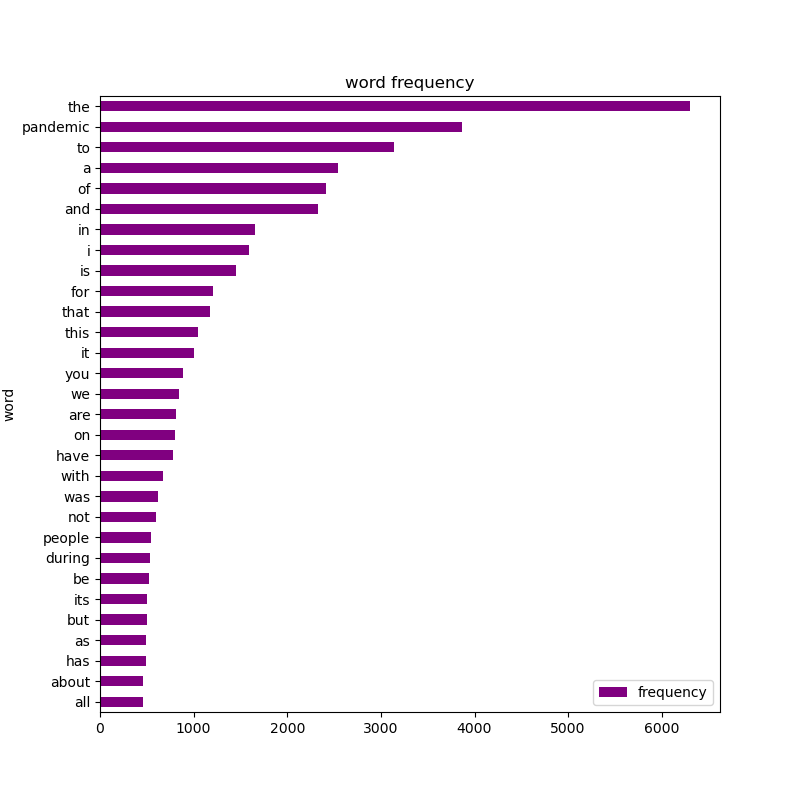 word frequency
the
pandemic
to
a
of
and
in
i
is
for
that
this
it
you
we
are
on
have
with
was
not
people
during
be
its
but
as
has
about
all
word
frequency
0 1000 2000 3000 4000 5000 6000